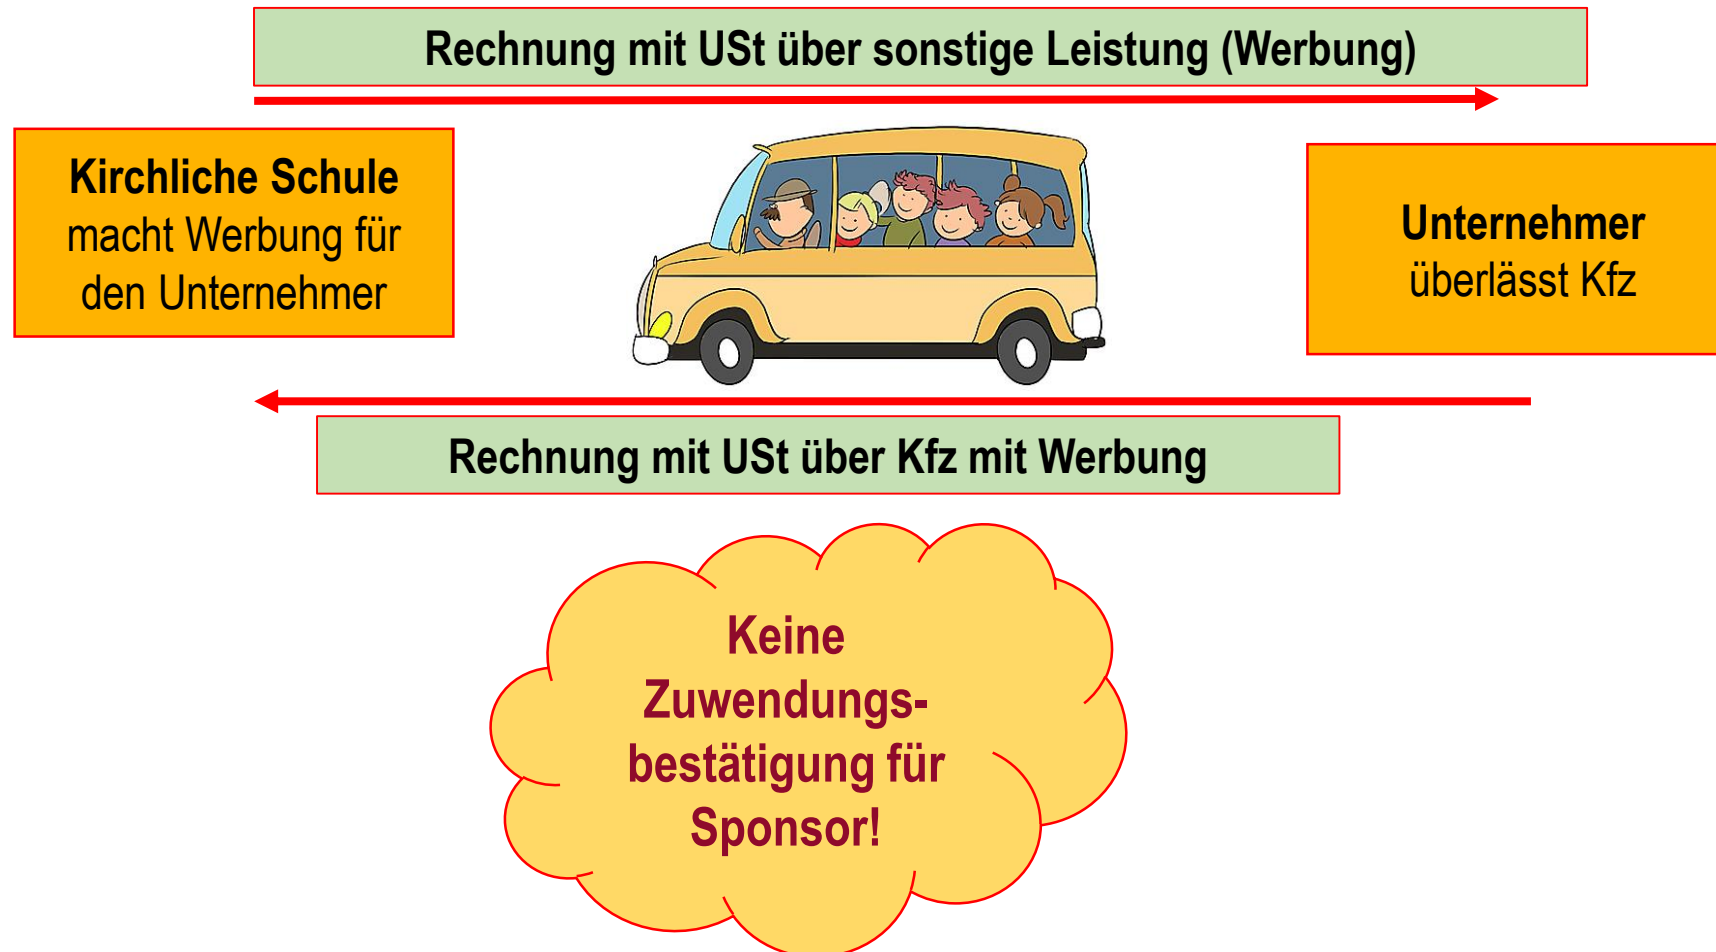 Rechnung mit USt über sonstige Leistung (Werbung)
Kirchliche Schule
macht Werbung für
den Unternehmer
Unternehmer
überlässt Kfz
Rechnung mit USt über Kfz mit Werbung
Keine
Zuwendungs-
bestätigung für
Sponsor!